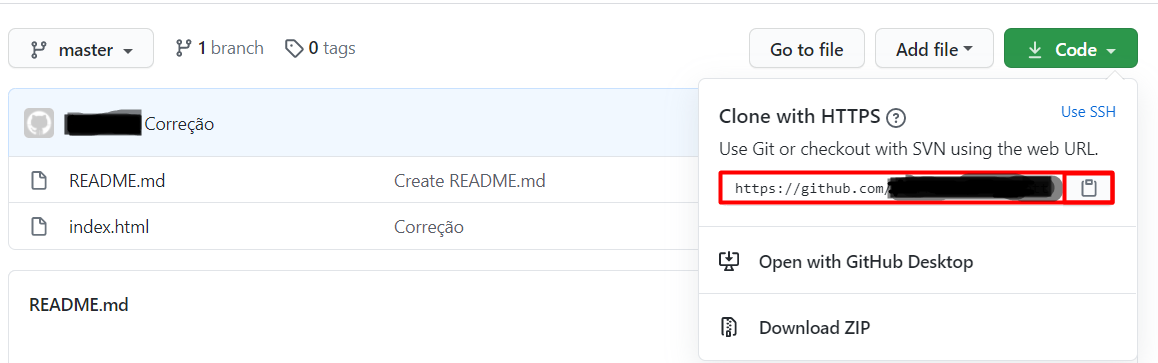 master 1 branch 0 tags Go to file Add file Code
Correção
README.md Create README.md
index.html Correção
README.md
Clone with HTTPS ? Use SSH
Use Git or checkout with SVN using the web URL.
https://github.com/
Open with GitHub Desktop
Download ZIP